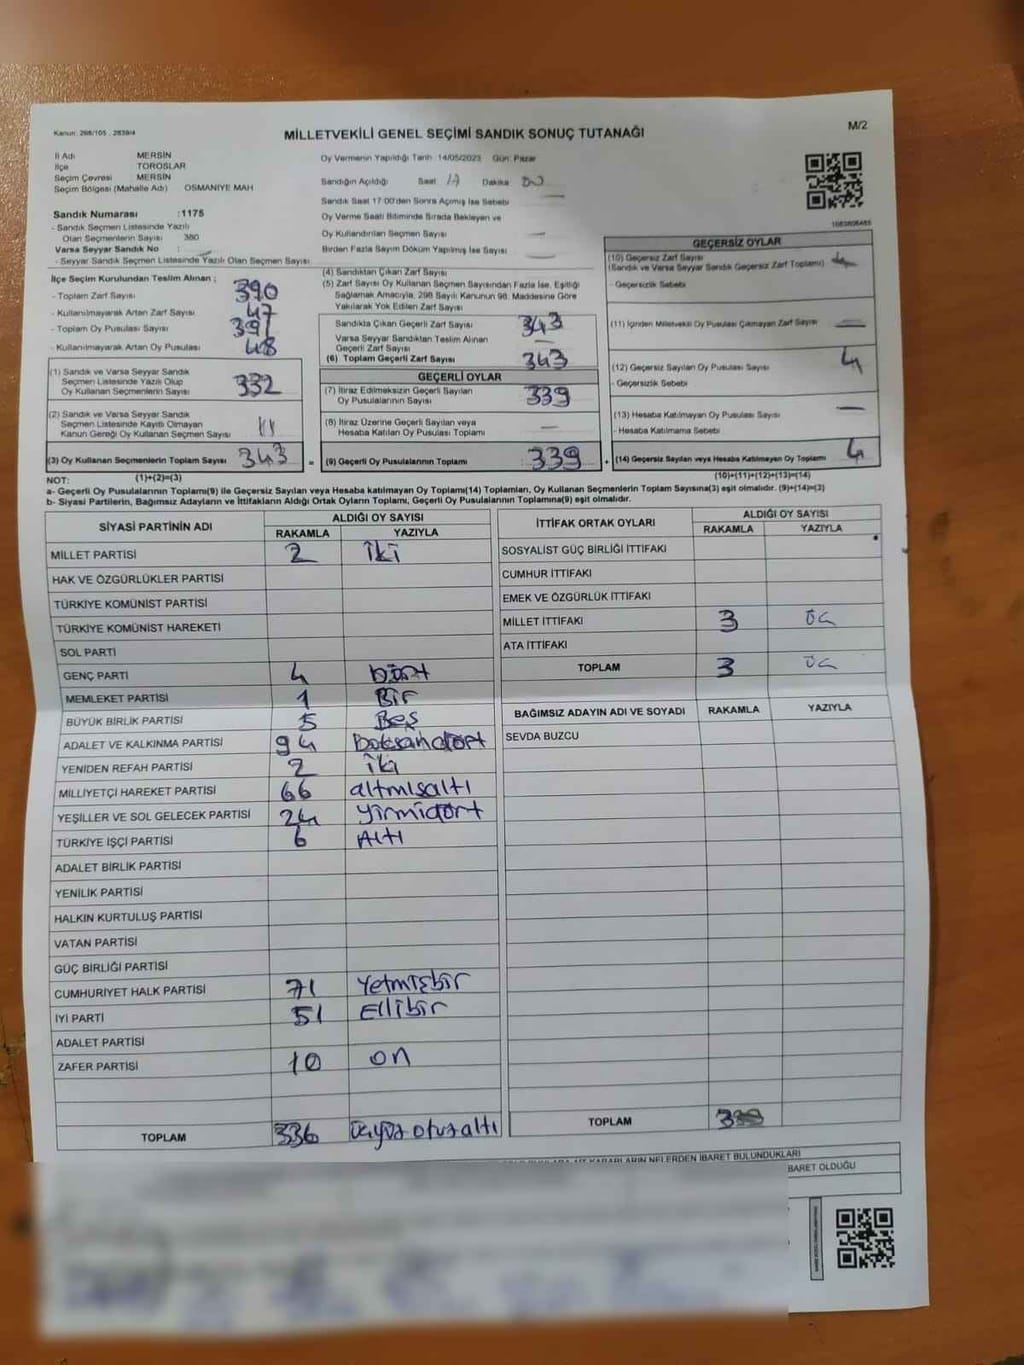 Kanun: 298/105 . 2839/4
MİLLETVEKİLİ GENEL SEÇİMİ SANDIK SONUÇ TUTANAĞI
M/2
İl Adı MERSİN
İlçe TOROSLAR
Seçim Çevresi MERSİN
Seçim Bölgesi (Mahalle Adı) OSMANİYE MAH
Sandık Numarası :1175
- Sandık Seçmen Listesinde Yazılı
Olan Seçmenlerin Sayısı 380
Varsa Seyyar Sandık No :
- Seyyar Sandık Seçmen Listesinde Yazılı Olan Seçmen Sayısı
Oy Vermenin Yapıldığı Tarih 14/05/2023 Gün: Pazar
Sandığın Açıldığı Saat 17 Dakika
Sandık Saat 17:00'den Sonra Açmış İse Sebebi
Oy Verme Saati Bitiminde Sırada Bekleyen ve
Oy Kullandırılan Seçmen Sayısı —
Birden Fazla Sayım Döküm Yapılmış İse Sayısı —
İlçe Seçim Kurulundan Teslim Alınan ;
- Toplam Zarf Sayısı 390
- Kullanılmayarak Artan Zarf Sayısı 47
- Toplam Oy Pusulası Sayısı 391
- Kullanılmayarak Artan Oy Pusulası 48
(1) Sandık ve Varsa Seyyar Sandık
Seçmen Listesinde Yazılı Olup
Oy Kullanan Seçmenlerin Sayısı 332
(2) Sandık ve Varsa Seyyar Sandık
Seçmen Listesinde Kayıtlı Olmayan
Kanun Gereği Oy Kullanan Seçmen Sayısı 11
(3) Oy Kullanan Seçmenlerin Toplam Sayısı 343 =
(4) Sandıktan Çıkan Zarf Sayısı
(5) Zarf Sayısı Oy Kullanan Seçmen Sayısından Fazla İse, Eşitliği
Sağlamak Amacıyla, 298 Sayılı Kanunun 98. Maddesine Göre
Yakılarak Yok Edilen Zarf Sayısı
Sandıkta Çıkan Geçerli Zarf Sayısı 343
Varsa Seyyar Sandıktan Teslim Alınan
Geçerli Zarf Sayısı —
(6) Toplam Geçerli Zarf Sayısı 343
GEÇERLİ OYLAR
(7) İtiraz Edilmeksizin Geçerli Sayılan
Oy Pusulalarının Sayısı 339
(8) İtiraz Üzerine Geçerli Sayılan veya
Hesaba Katılan Oy Pusulası Toplamı —
(9) Geçerli Oy Pusulalarının Toplamı 339 +
GEÇERSİZ OYLAR
(10) Geçersiz Zarf Sayısı
(Sandık ve Varsa Seyyar Sandık Geçersiz Zarf Toplamı)
- Geçersizlik Sebebi
(11) İçinden Milletvekili Oy Pusulası Çıkmayan Zarf Sayısı —
(12) Geçersiz Sayılan Oy Pusulası Sayısı 4
- Geçersizlik Sebebi
(13) Hesaba Katılmayan Oy Pusulası Sayısı —
- Hesaba Katılmama Sebebi
(14) Geçersiz Sayılan veya Hesaba Katılmayan Oy Toplamı 4
NOT: (1)+(2)=(3) (10)+(11)+(12)+(13)=(14)
a- Geçerli Oy Pusulalarının Toplamı(9) ile Geçersiz Sayılan veya Hesaba katılmayan Oy Toplamı(14) Toplamları, Oy Kullanan Seçmenlerin Toplam Sayısına(3) eşit olmalıdır. (9)+(14)=(3)
b- Siyasi Partilerin, Bağımsız Adayların ve İttifakların Aldığı Ortak Oyların Toplamı, Geçerli Oy Pusulalarının Toplamına(9) eşit olmalıdır.
SİYASİ PARTİNİN ADI ALDIĞI OY SAYISI
RAKAMLA YAZIYLA
MİLLET PARTİSİ 2 iki
HAK VE ÖZGÜRLÜKLER PARTİSİ
TÜRKİYE KOMÜNİST PARTİSİ
TÜRKİYE KOMÜNİST HAREKETİ
SOL PARTİ
GENÇ PARTİ 4 Dört
MEMLEKET PARTİSİ 1 Bir
BÜYÜK BİRLİK PARTİSİ 5 Beş
ADALET VE KALKINMA PARTİSİ 94 Doksandört
YENİDEN REFAH PARTİSİ 2 iki
MİLLİYETÇİ HAREKET PARTİSİ 66 altmışaltı
YEŞİLLER VE SOL GELECEK PARTİSİ 24 yirmidört
TÜRKİYE İŞÇİ PARTİSİ 6 Altı
ADALET BİRLİK PARTİSİ
YENİLİK PARTİSİ
HALKIN KURTULUŞ PARTİSİ
VATAN PARTİSİ
GÜÇ BİRLİĞİ PARTİSİ
CUMHURİYET HALK PARTİSİ 71 Yetmişbir
İYİ PARTİ 51 Ellibir
ADALET PARTİSİ
ZAFER PARTİSİ 10 on
TOPLAM 336 üçyüz otuzaltı
İTTİFAK ORTAK OYLARI ALDIĞI OY SAYISI
RAKAMLA YAZIYLA
SOSYALİST GÜÇ BİRLİĞİ İTTİFAKI
CUMHUR İTTİFAKI
EMEK VE ÖZGÜRLÜK İTTİFAKI
MİLLET İTTİFAKI 3 üç
ATA İTTİFAKI
TOPLAM 3 üç
BAĞIMSIZ ADAYIN ADI VE SOYADI RAKAMLA YAZIYLA
SEVDA BUZCU
TOPLAM 339
NELERDEN İBARET BULUNDUKLARI
İBARET OLDUĞU